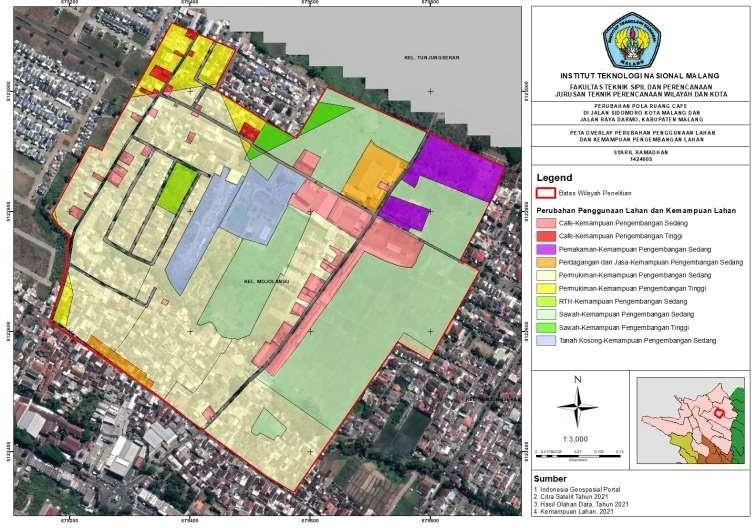 KEL. TUNJUNGSEKAR
KEL. MOJOLANGU
INSTITUT TEKNOLOGI NASIONAL MALANG
FAKULTAS TEKNIK SIPIL DAN PERENCANAAN
JURUSAN TEKNIK PERENCANAAN WILAYAH DAN KOTA
PERUBAHAN POLA RUANG CAFE
DI JALAN SIDOMORO KOTA MALANG DAN
JALAN RAYA DARMO, KABUPATEN MALANG
PETA OVERLAY PERUBAHAN PENGGUNAAN LAHAN
DAN KEMAMPUAN PENGEMBANGAN LAHAN
SYARIL RAMADHAN
1424005
Legend
Batas Wilayah Penelitian
Perubahan Penggunaan Lahan dan Kemampuan Lahan
Cafe-Kemampuan Pengembangan Sedang
Cafe-Kemampuan Pengembangan Tinggi
Pemakaman-Kemampuan Pengembangan Sedang
Perdagangan dan Jasa-Kemampuan Pengembangan Sedang
Permukiman-Kemampuan Pengembangan Sedang
Permukiman-Kemampuan Pengembangan Tinggi
RTH-Kemampuan Pengembangan Sedang
Sawah-Kemampuan Pengembangan Sedang
Sawah-Kemampuan Pengembangan Tinggi
Tanah Kosong-Kemampuan Pengembangan Sedang
N
1:3,000
Sumber
1. Indonesia Geospasial Portal
2. Citra Satelit Tahun 2021
3. Hasil Olahan Data, Tahun 2021
4. Kemampuan Lahan, 2021